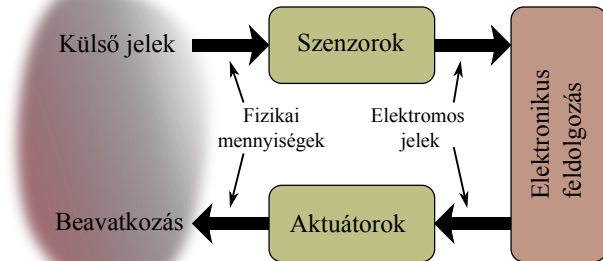 Külső jelek
Szenzorok
Fizikai
mennyiségek
Elektromos
jelek
Elektronikus
feldolgozás
Beavatkozás
Aktuátorok